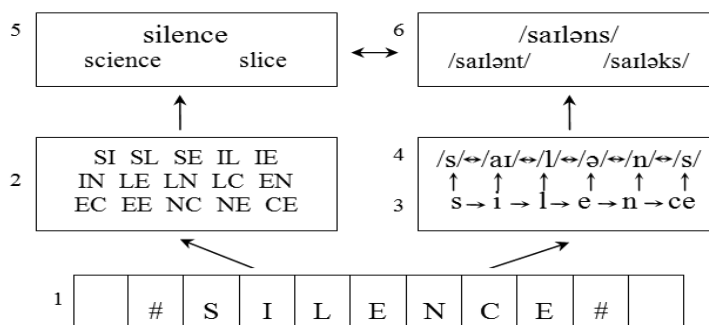 5
silence
science slice
6
/saɪləns/
/saɪlənt/ /saɪləks/
2
SI SL SE IL IE
IN LE LN LC EN
EC EE NC NE CE
4
/s/↔/aɪ/↔/l/↔/ə/↔/n/↔/s/
3
s→i→l→e→n→ce
1
# S I L E N C E #